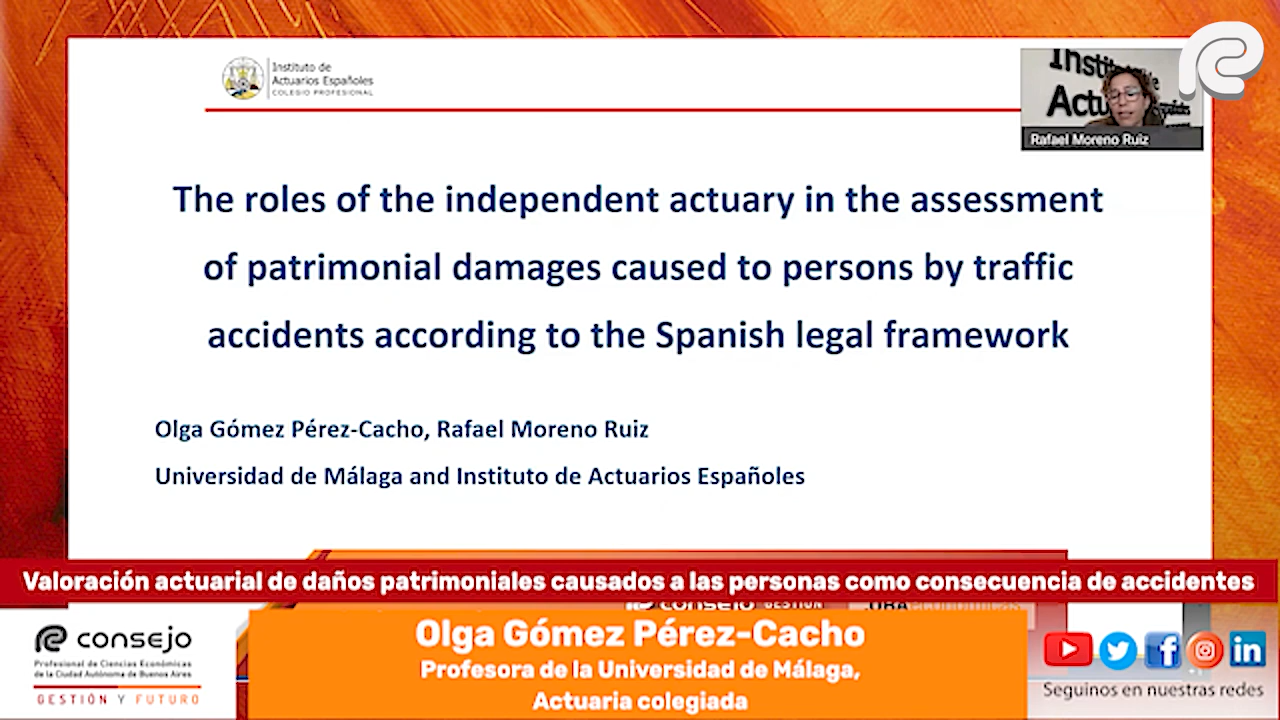 Instituto de
Actuarios Españoles
COLEGIO PROFESIONAL
Instit de
Actu
Rafael Moreno Ruiz
The roles of the independent actuary in the assessment
of patrimonial damages caused to persons by traffic
accidents according to the Spanish legal framework
Olga Gómez Pérez-Cacho, Rafael Moreno Ruiz
Universidad de Málaga and Instituto de Actuarios Españoles
Valoración actuarial de daños patrimoniales causados a las personas como consecuencia de accidentes
consejo
Profesional de Ciencias Económicas
de la Ciudad Autónoma de Buenos Aires
GESTIÓN Y FUTURO
Olga Gómez Pérez-Cacho
Profesora de la Universidad de Málaga,
Actuaria colegiada
Seguinos en nuestras redes